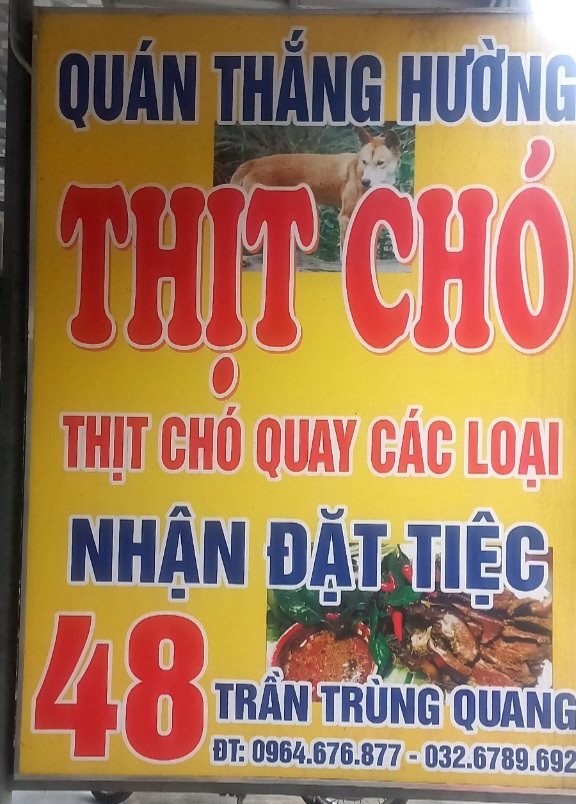 QUÁN THẮNG HƯỜNG
THỊT CHÓ
THỊT CHÓ QUAY CÁC LOẠI
NHẬN ĐẶT TIỆC
48 TRẦN TRÙNG QUANG
ĐT: 0964.676.877 - 032.6789.692